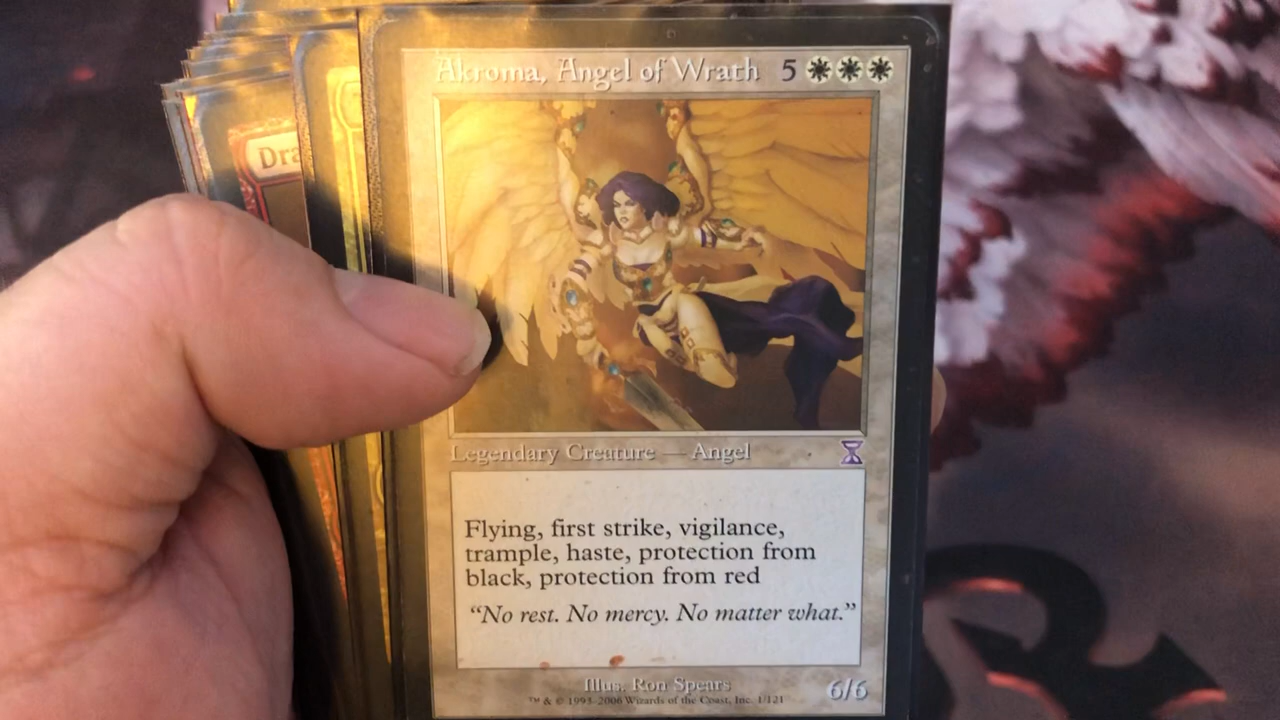 Akroma, Angel of Wrath 5
Dra
Legendary Creature — Angel
Flying, first strike, vigilance,
trample, haste, protection from
black, protection from red
“No rest. No mercy. No matter what.”
Illus. Ron Spears
™ & © 1993-2006 Wizards of the Coast, Inc. 1/121
6/6